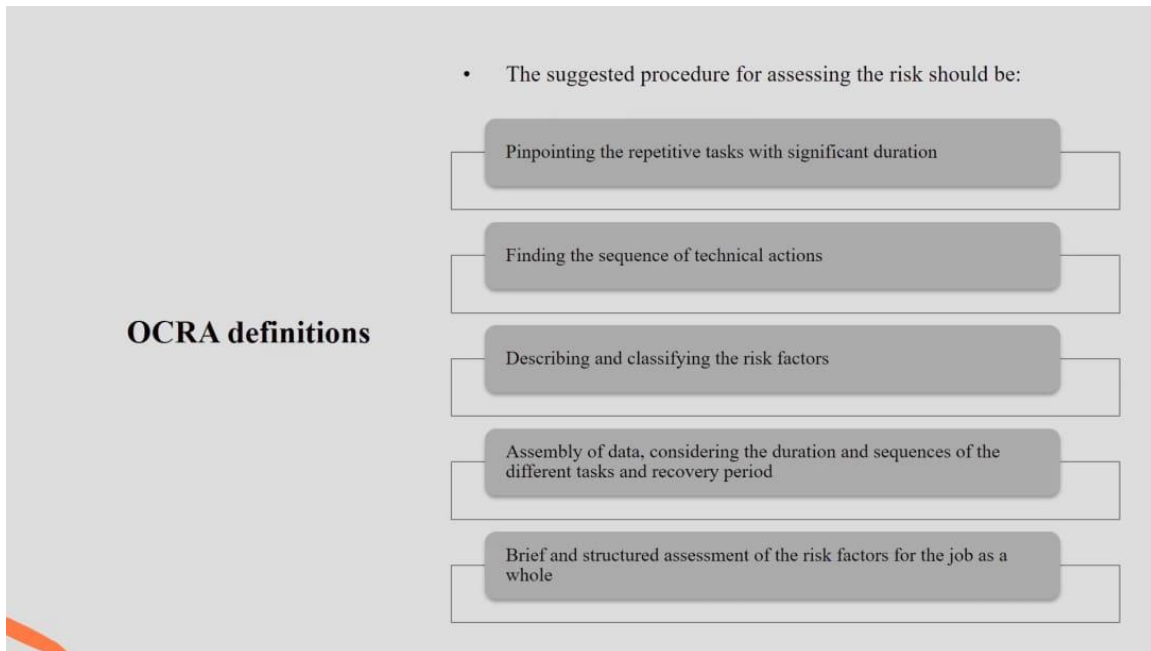 OCRA definitions
• The suggested procedure for assessing the risk should be:
Pinpointing the repetitive tasks with significant duration
Finding the sequence of technical actions
Describing and classifying the risk factors
Assembly of data, considering the duration and sequences of the
different tasks and recovery period
Brief and structured assessment of the risk factors for the job as a
whole